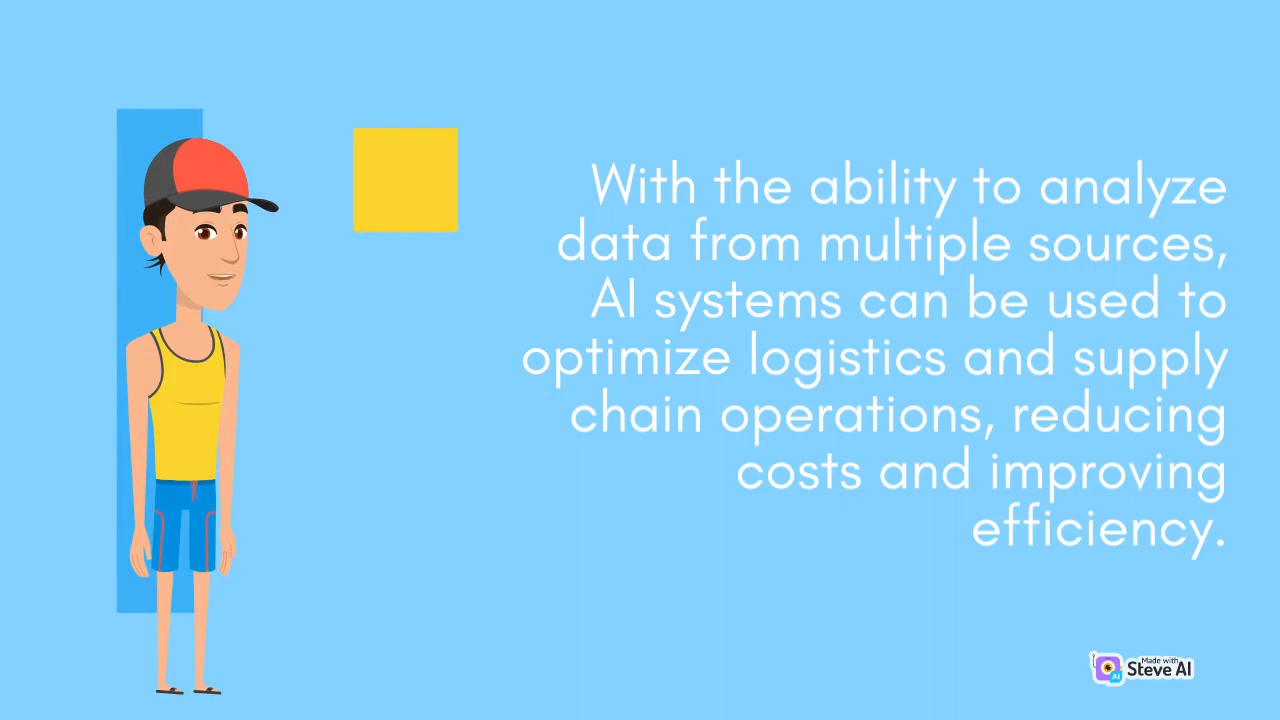 With the ability to analyze
data from multiple sources,
AI systems can be used to
optimize logistics and supply
chain operations, reducing
costs and improving
efficiency.
Made with
Steve AI
AI